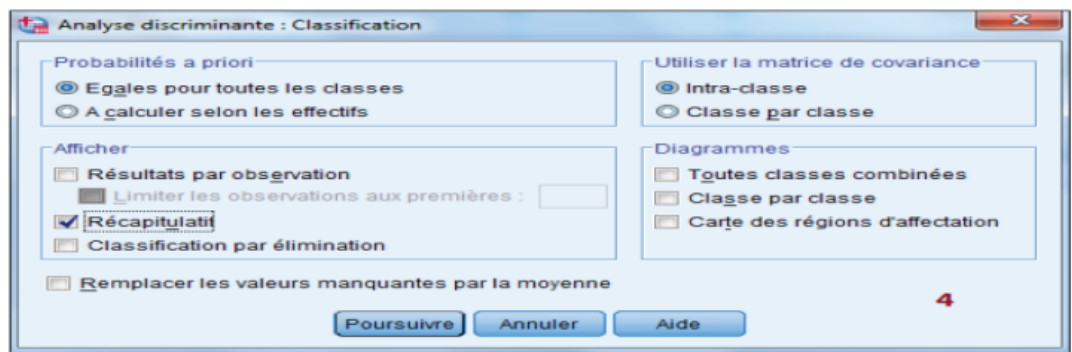 Analyse discriminante : Classification
Probabilités a priori
Egales pour toutes les classes
A calculer selon les effectifs
Utiliser la matrice de covariance
Intra-classe
Classe par classe
Afficher
Résultats par observation
Limiter les observations aux premières :
Récapitulatif
Classification par élimination
Diagrammes
Toutes classes combinées
Classe par classe
Carte des régions d'affectation
Remplacer les valeurs manquantes par la moyenne
4
Poursuivre Annuler Aide